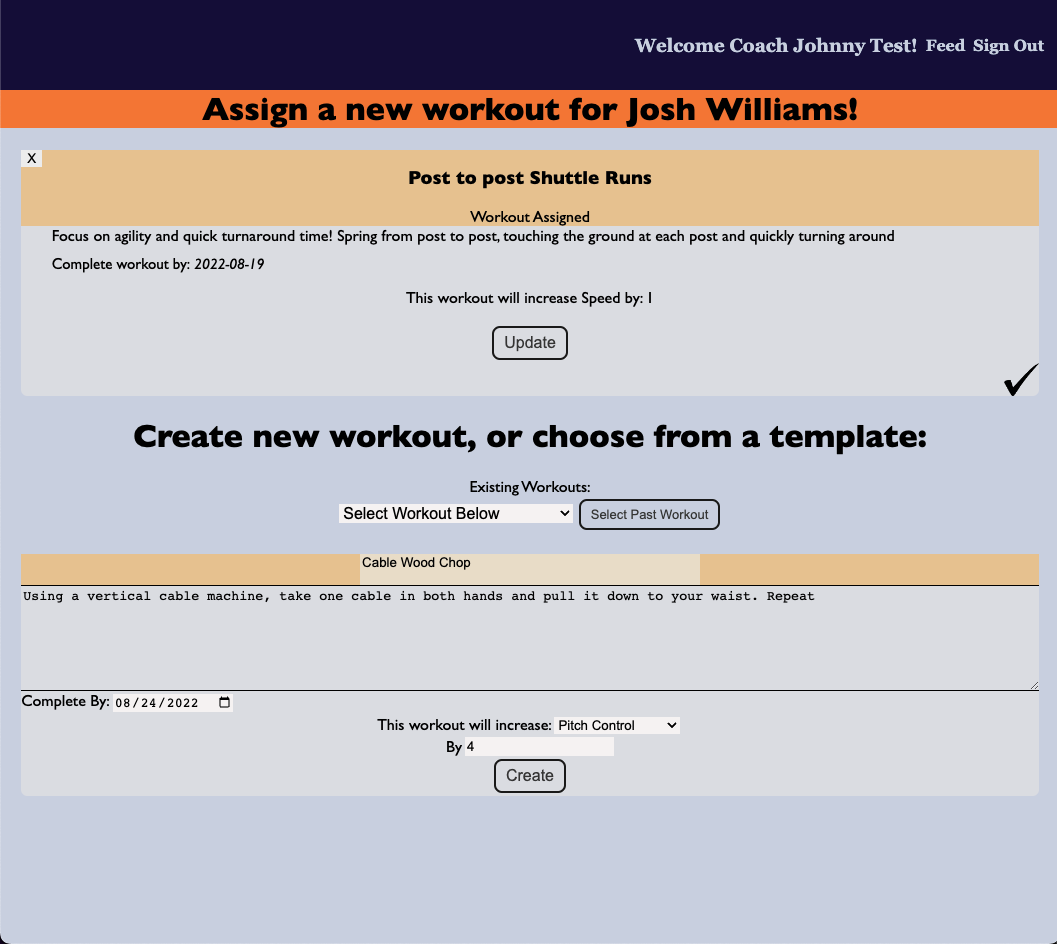 Welcome Coach Johnny Test! Feed Sign Out
Assign a new workout for Josh Williams!
X
Post to post Shuttle Runs
Workout Assigned
Focus on agility and quick turnaround time! Spring from post to post, touching the ground at each post and quickly turning around
Complete workout by: 2022-08-19
This workout will increase Speed by: 1
Update
Create new workout, or choose from a template:
Existing Workouts:
Select Workout Below Select Past Workout
Cable Wood Chop
Using a vertical cable machine, take one cable in both hands and pull it down to your waist. Repeat
Complete By: 08/24/2022
This workout will increase: Pitch Control
By 4
Create